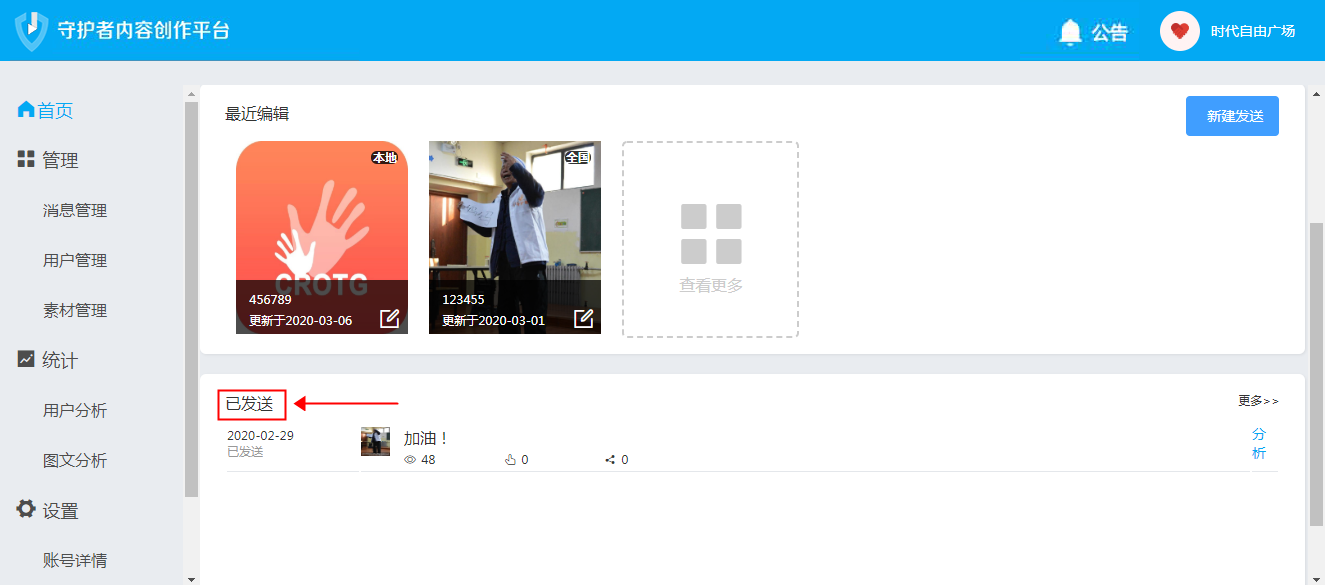 守护者内容创作平台
公告
时代自由广场
首页
管理
消息管理
用户管理
素材管理
统计
用户分析
图文分析
设置
账号详情
最近编辑
新建发送
本地
CROTG
456789
更新于2020-03-06
全国
123455
更新于2020-03-01
查看更多
已发送
更多>>
2020-02-29
已发送
加油！
48
0
0
分
析